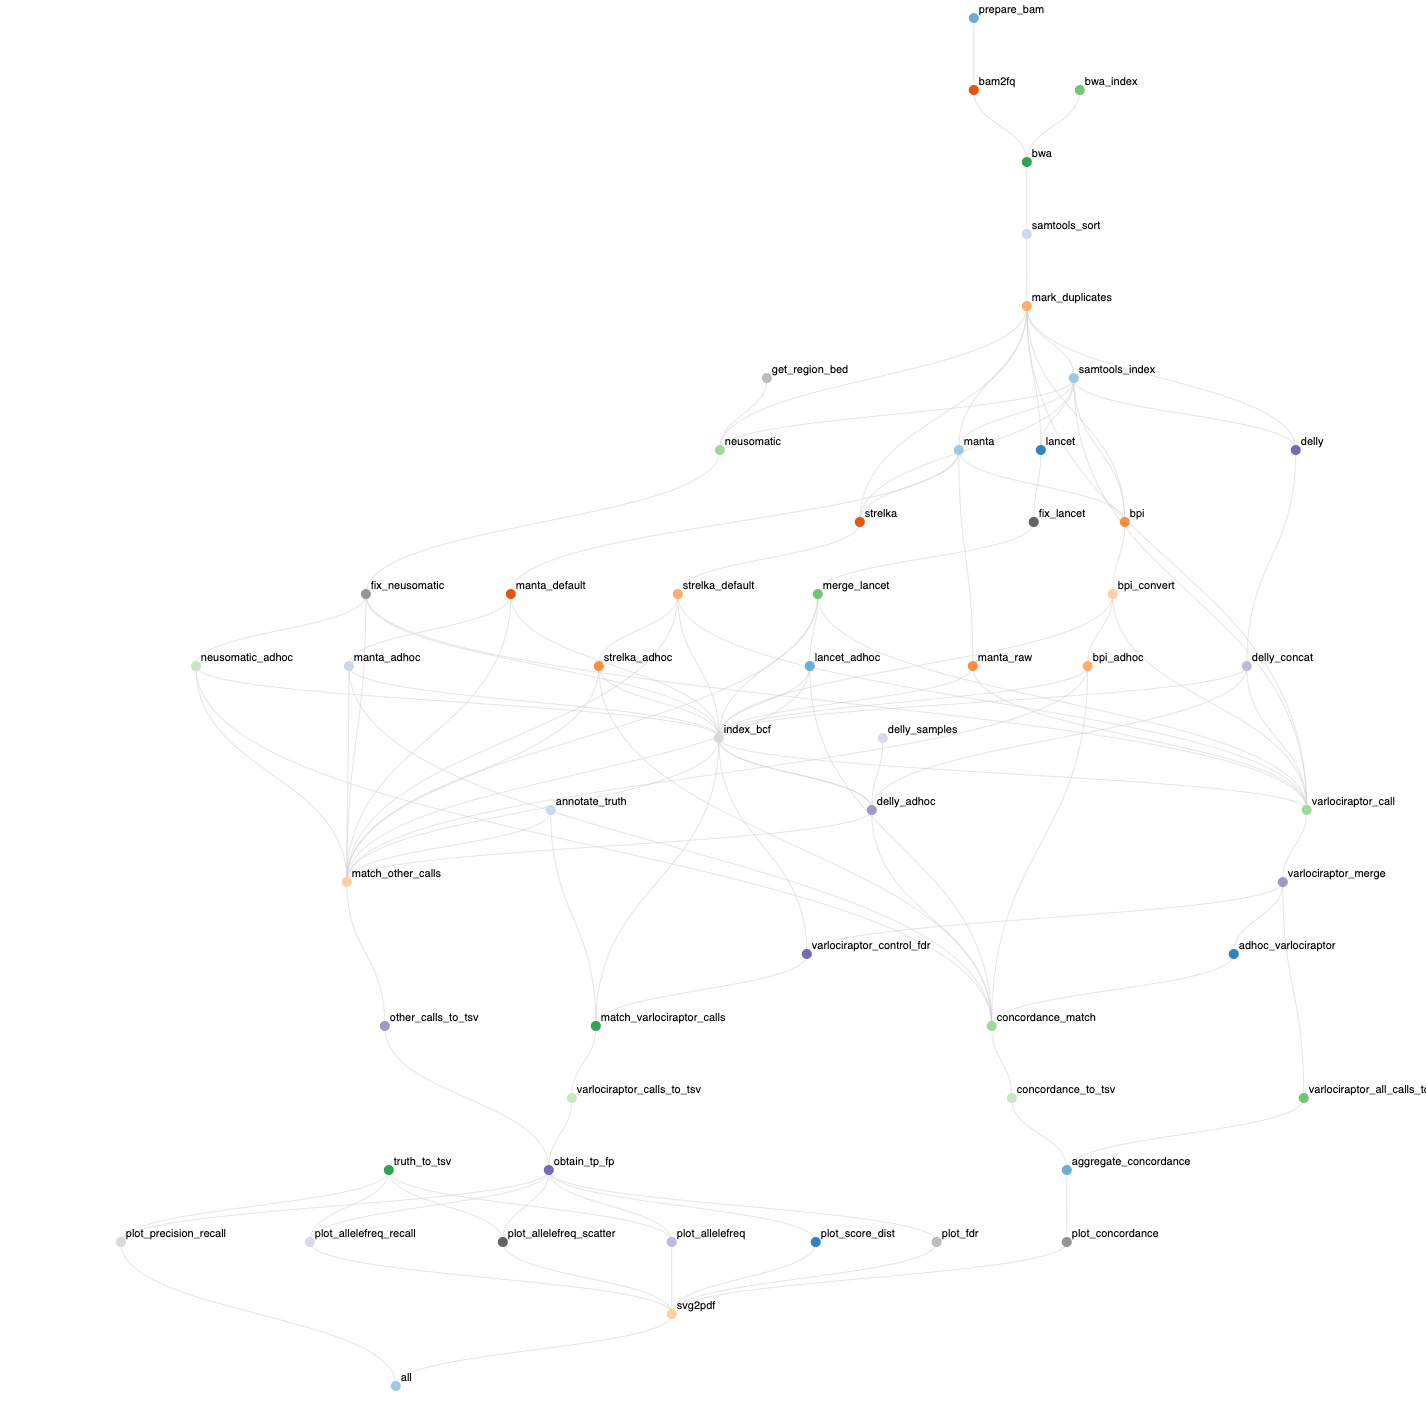 prepare_bam
bam2fq
bwa_index
bwa
samtools_sort
mark_duplicates
get_region_bed
samtools_index
neusomatic
manta
lancet
delly
strelka
fix_lancet
bpi
fix_neusomatic
manta_default
strelka_default
merge_lancet
bpi_convert
neusomatic_adhoc
manta_adhoc
strelka_adhoc
lancet_adhoc
manta_raw
bpi_adhoc
delly_concat
index_bcf
delly_samples
annotate_truth
delly_adhoc
varlociraptor_call
match_other_calls
varlociraptor_merge
varlociraptor_control_fdr
adhoc_varlociraptor
other_calls_to_tsv
match_varlociraptor_calls
concordance_match
varlociraptor_calls_to_tsv
concordance_to_tsv
varlociraptor_all_calls_to
truth_to_tsv
obtain_tp_fp
aggregate_concordance
plot_precision_recall
plot_allelefreq_recall
plot_allelefreq_scatter
plot_allelefreq
plot_score_dist
plot_fdr
plot_concordance
svg2pdf
all